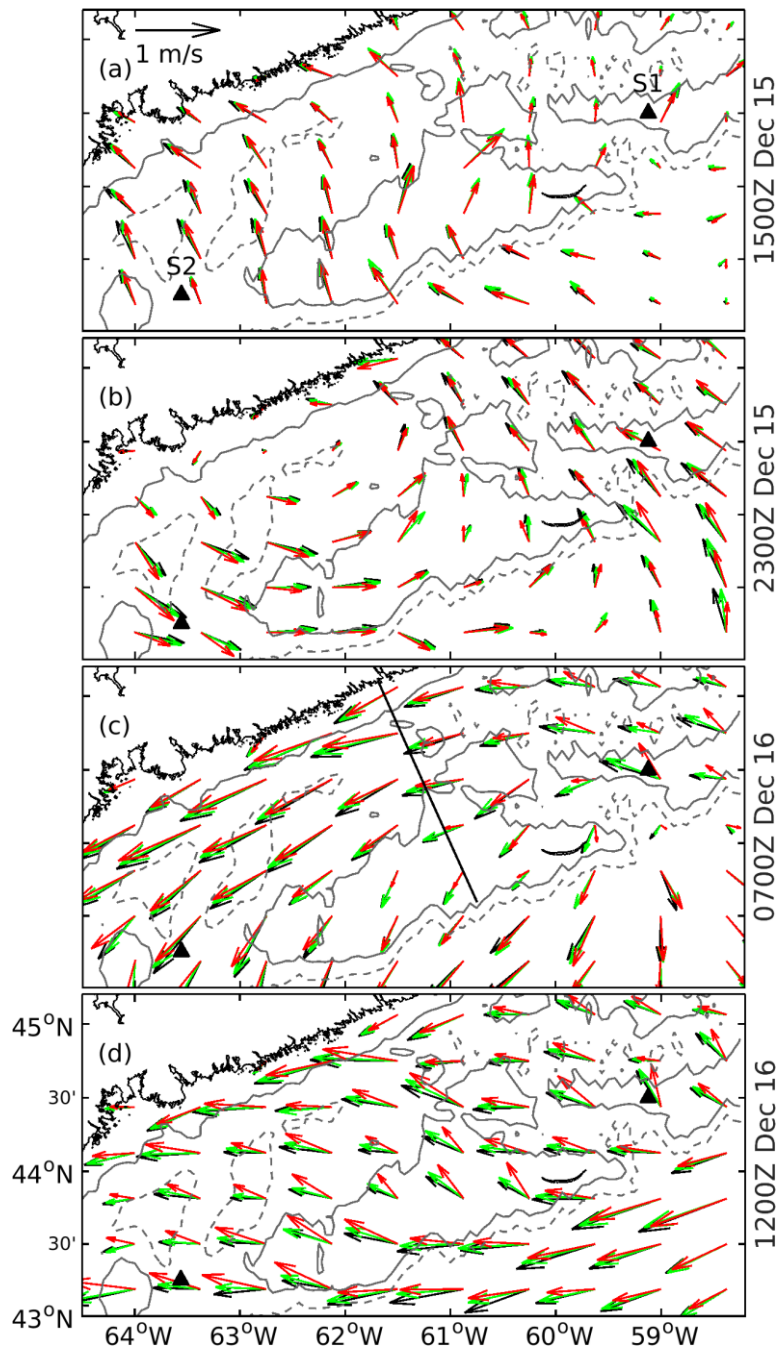 (a)
1 m/s
S1
S2
1500Z Dec 15
(b)
2300Z Dec 15
(c)
0700Z Dec 16
(d)
1200Z Dec 16
45°N
30'
44°N
30'
43°N
64°W 63°W 62°W 61°W 60°W 59°W